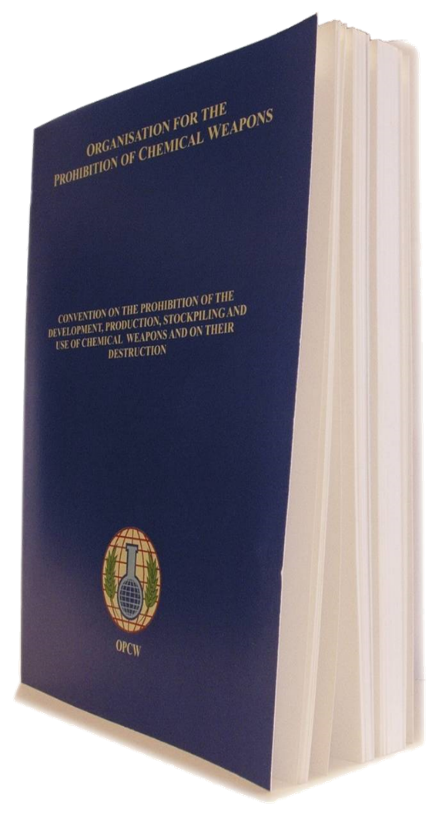 ORGANISATION FOR THE
PROHIBITION OF CHEMICAL WEAPONS
CONVENTION ON THE PROHIBITION OF THE
DEVELOPMENT, PRODUCTION, STOCKPILING AND
USE OF CHEMICAL WEAPONS AND ON THEIR
DESTRUCTION
OPCW